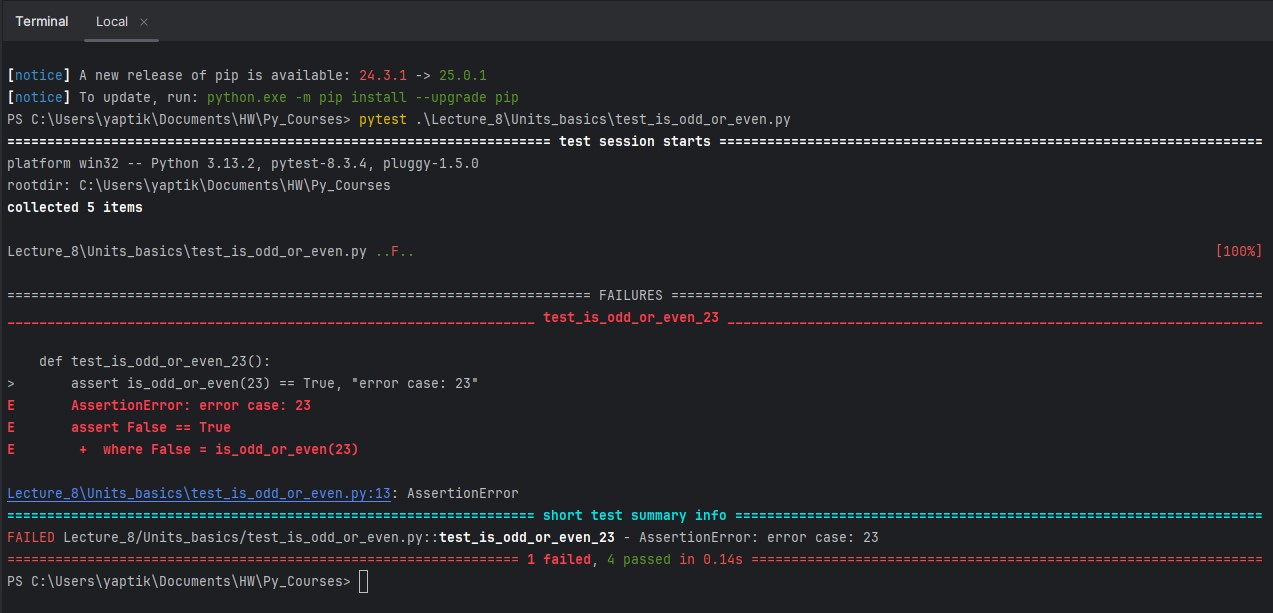 Terminal Local ×
[notice] A new release of pip is available: 24.3.1 -> 25.0.1
[notice] To update, run: python.exe -m pip install --upgrade pip
PS C:\Users\yaptik\Documents\HW\Py_Courses> pytest .\Lecture_8\Units_basics\test_is_odd_or_even.py
==================================================================== test session starts ====================================================================
platform win32 -- Python 3.13.2, pytest-8.3.4, pluggy-1.5.0
rootdir: C:\Users\yaptik\Documents\HW\Py_Courses
collected 5 items
Lecture_8\Units_basics\test_is_odd_or_even.py ..F.. [100%]
========================================================================= FAILURES ==========================================================================
__________________________________________________________________ test_is_odd_or_even_23 ___________________________________________________________________
    def test_is_odd_or_even_23():
>       assert is_odd_or_even(23) == True, "error case: 23"
E       AssertionError: error case: 23
E       assert False == True
E        +  where False = is_odd_or_even(23)
Lecture_8\Units_basics\test_is_odd_or_even.py:13: AssertionError
================================================================== short test summary info ==================================================================
FAILED Lecture_8/Units_basics/test_is_odd_or_even.py::test_is_odd_or_even_23 - AssertionError: error case: 23
================================================================ 1 failed, 4 passed in 0.14s ================================================================
PS C:\Users\yaptik\Documents\HW\Py_Courses>